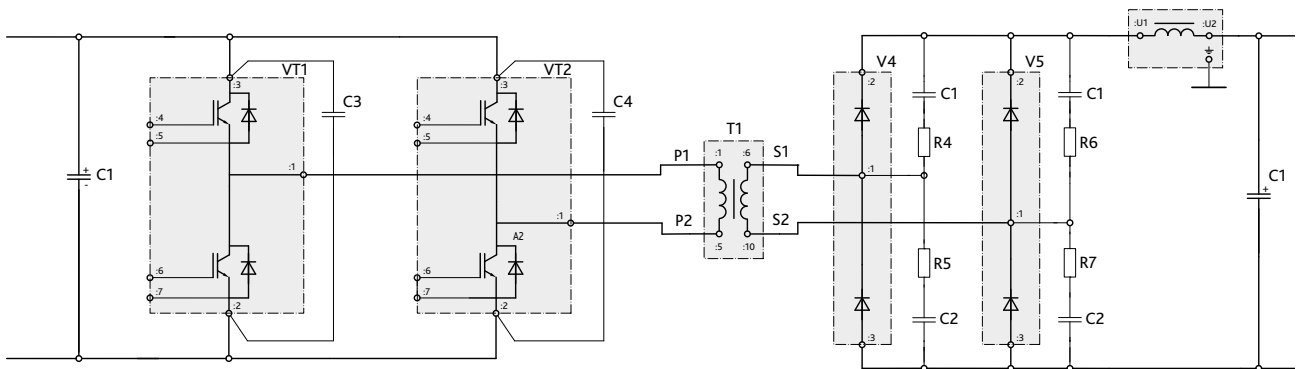 :U1 :U2
VT1
:3
:4
:5
C3
:1
C1
+
-
:6
:7
:2
VT2
:3
:4
:5
C4
:1
A2
:6
:7
:2
T1
P1 :1 :6 S1
P2 :5 :10 S2
V4
:2
C1
R4
:1
R5
C2
:3
V5
:2
C1
R6
:1
R7
C2
:3
C1
+